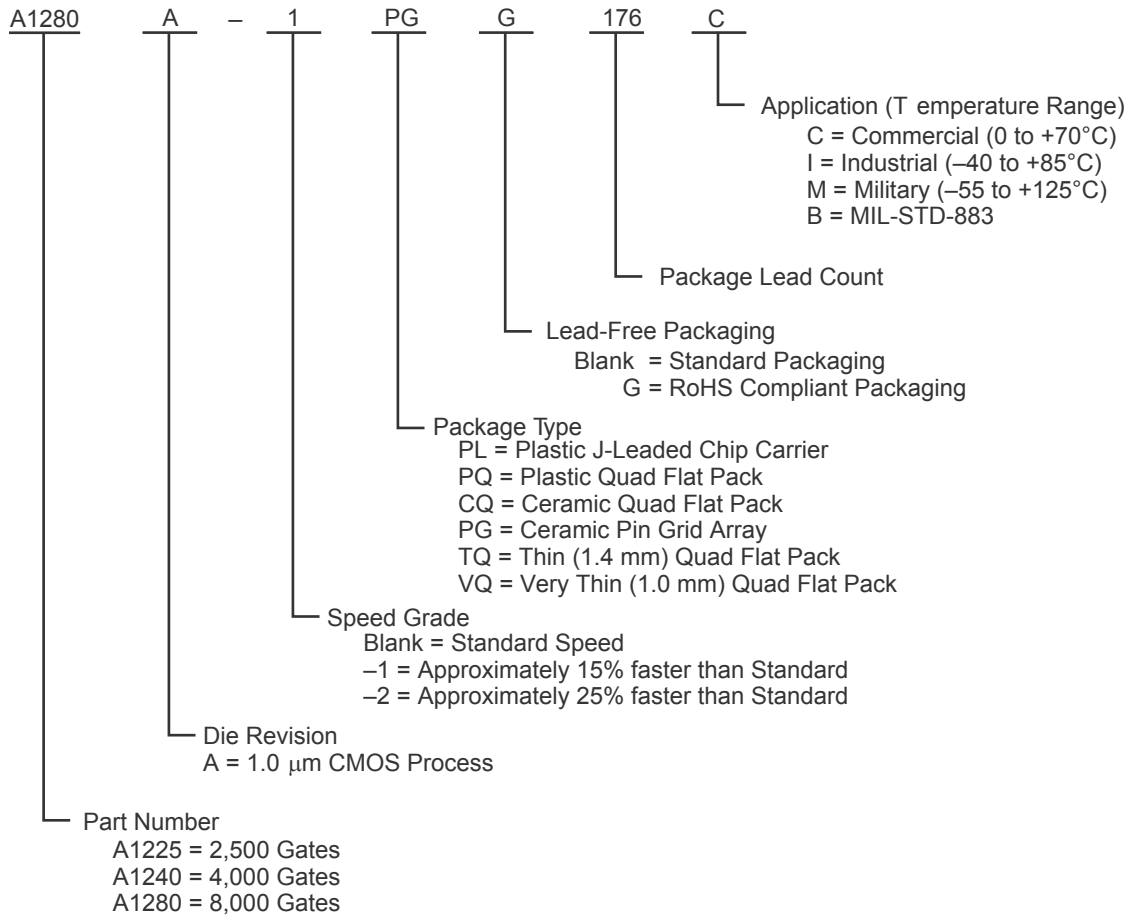 A1280 A – 1 PG G 176 C
Application (T emperature Range)
C = Commercial (0 to +70°C)
I = Industrial (–40 to +85°C)
M = Military (–55 to +125°C)
B = MIL-STD-883
Package Lead Count
Lead-Free Packaging
Blank = Standard Packaging
G = RoHS Compliant Packaging
Package Type
PL = Plastic J-Leaded Chip Carrier
PQ = Plastic Quad Flat Pack
CQ = Ceramic Quad Flat Pack
PG = Ceramic Pin Grid Array
TQ = Thin (1.4 mm) Quad Flat Pack
VQ = Very Thin (1.0 mm) Quad Flat Pack
Speed Grade
Blank = Standard Speed
–1 = Approximately 15% faster than Standard
–2 = Approximately 25% faster than Standard
Die Revision
A = 1.0 μm CMOS Process
Part Number
A1225 = 2,500 Gates
A1240 = 4,000 Gates
A1280 = 8,000 Gates